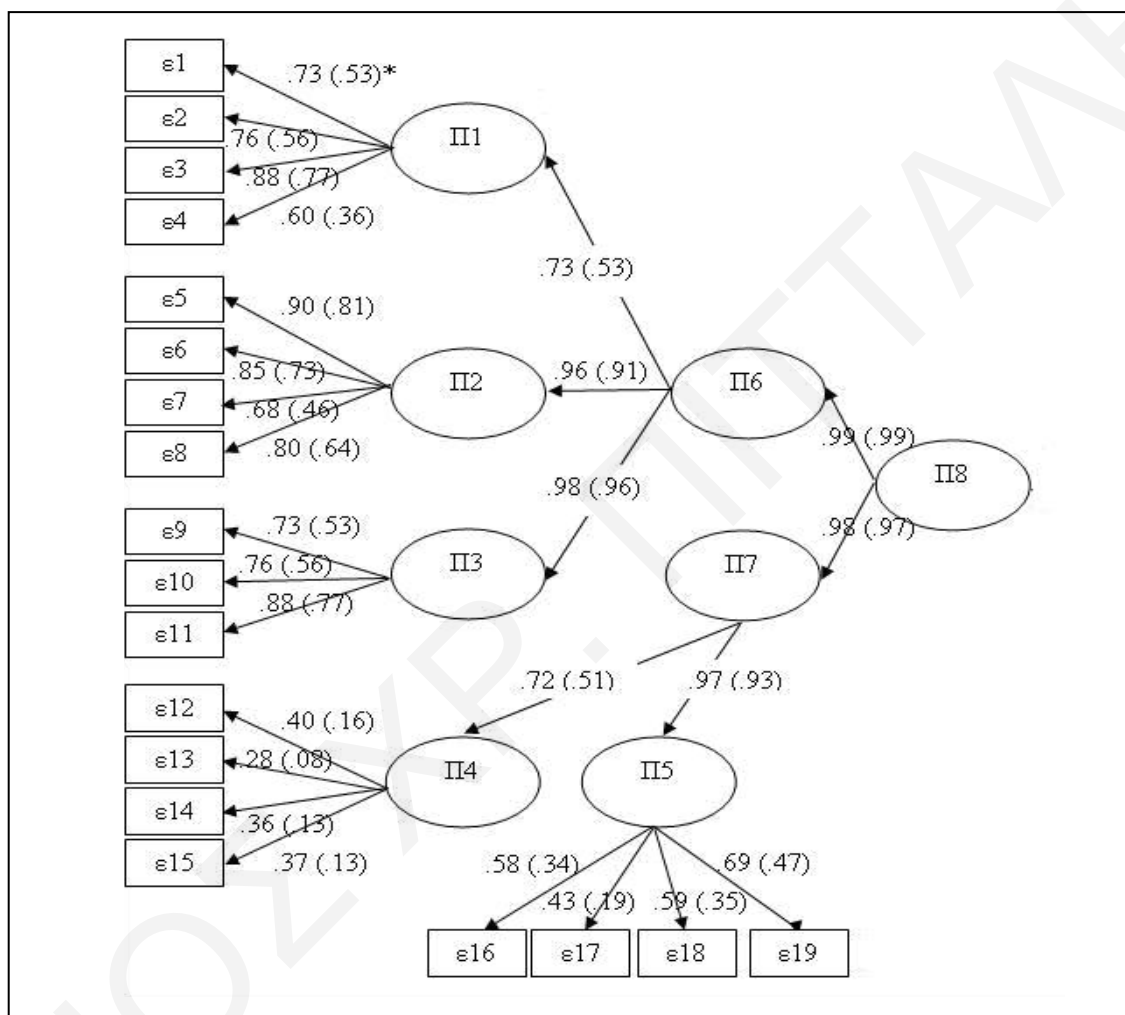 ε1
ε2
ε3
ε4
.73 (.53)*
.76 (.56)
.88 (.77)
.60 (.36)
Π1
.73 (.53)
ε5
ε6
ε7
ε8
.90 (.81)
.85 (.73)
.68 (.46)
.80 (.64)
Π2
.96 (.91)
Π6
.99 (.99)
Π8
.98 (.96)
.98 (.97)
ε9
ε10
ε11
.73 (.53)
.76 (.56)
.88 (.77)
Π3
Π7
.72 (.51)
.97 (.93)
ε12
ε13
ε14
ε15
.40 (.16)
.28 (.08)
.36 (.13)
.37 (.13)
Π4
Π5
.58 (.34)
.43 (.19)
.59 (.35)
.69 (.47)
ε16
ε17
ε18
ε19